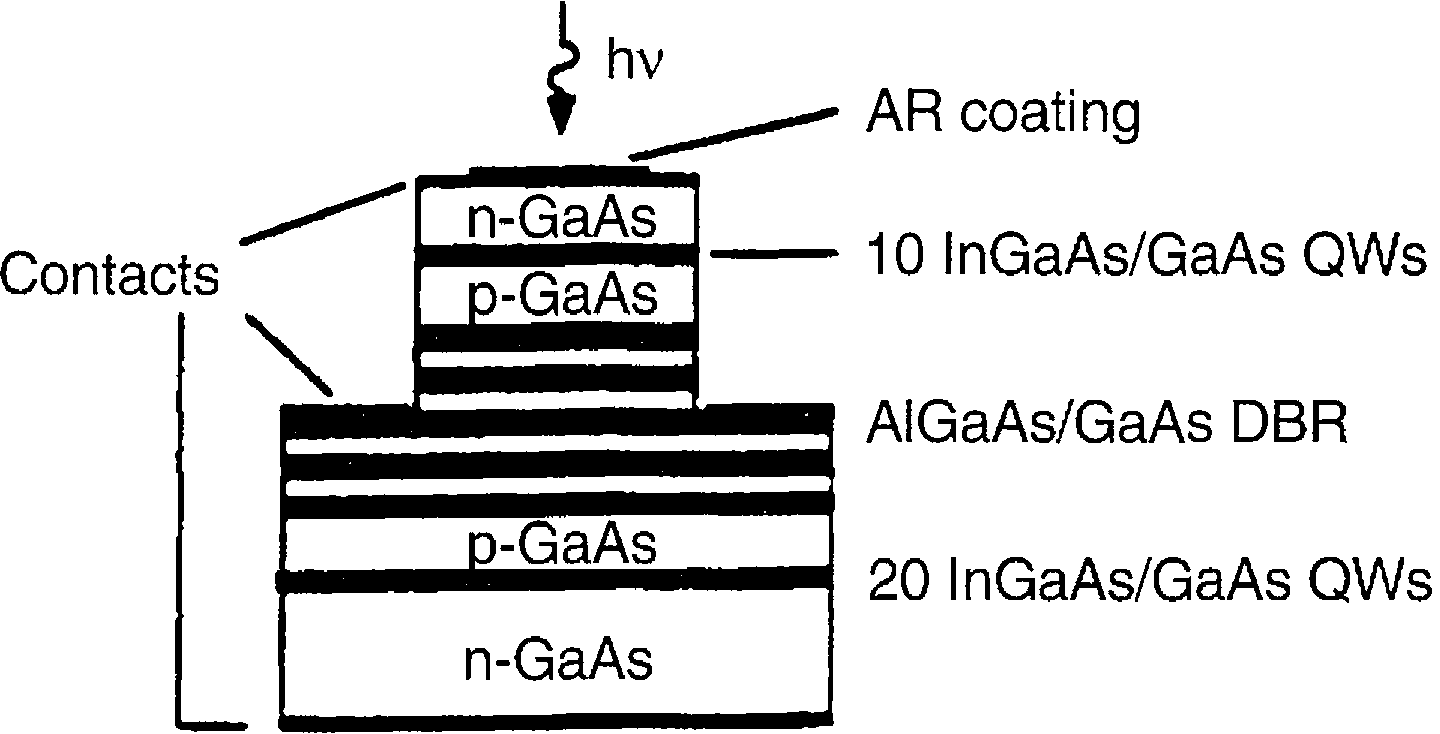 hν
AR coating
n-GaAs
10 InGaAs/GaAs QWs
Contacts
p-GaAs
AlGaAs/GaAs DBR
p-GaAs
20 InGaAs/GaAs QWs
n-GaAs